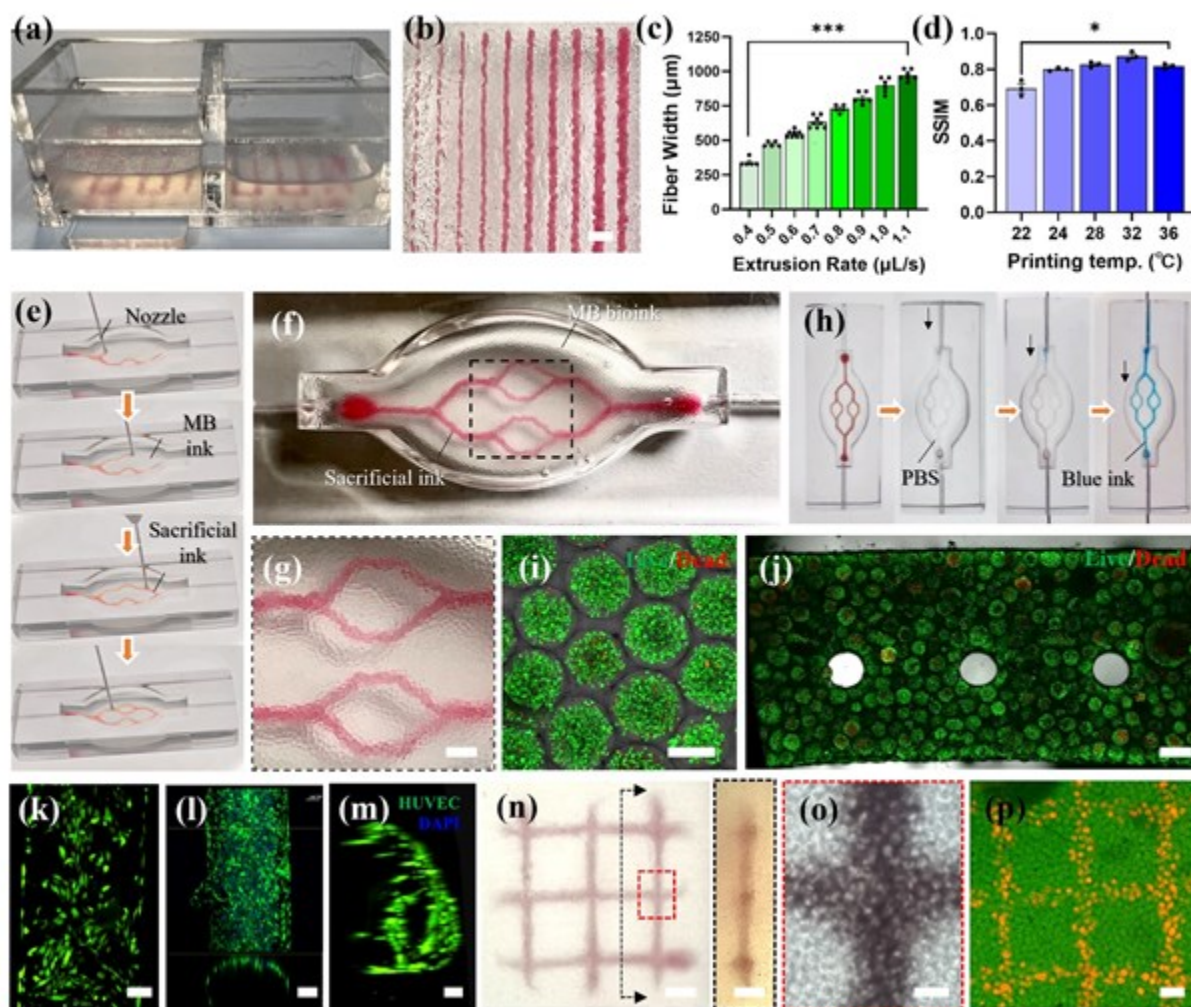 (a)
(b)
(c)
***
Fiber Width (µm)
1250
1000
750
500
250
0
0.4
0.5
0.6
0.7
0.8
0.9
1.0
1.1
Extrusion Rate (µL/s)
(d)
*
SSIM
1.0
0.8
0.6
0.4
0.2
0.0
22
24
28
32
36
Printing temp. (°C)
(e)
Nozzle
MB
ink
Sacrificial
ink
(f)
MB bioink
Sacrificial ink
(g)
(h)
PBS
Blue ink
(i)
Live/Dead
(j)
Live/Dead
(k)
(l)
(m)
HUVEC
DAPI
(n)
(o)
(p)